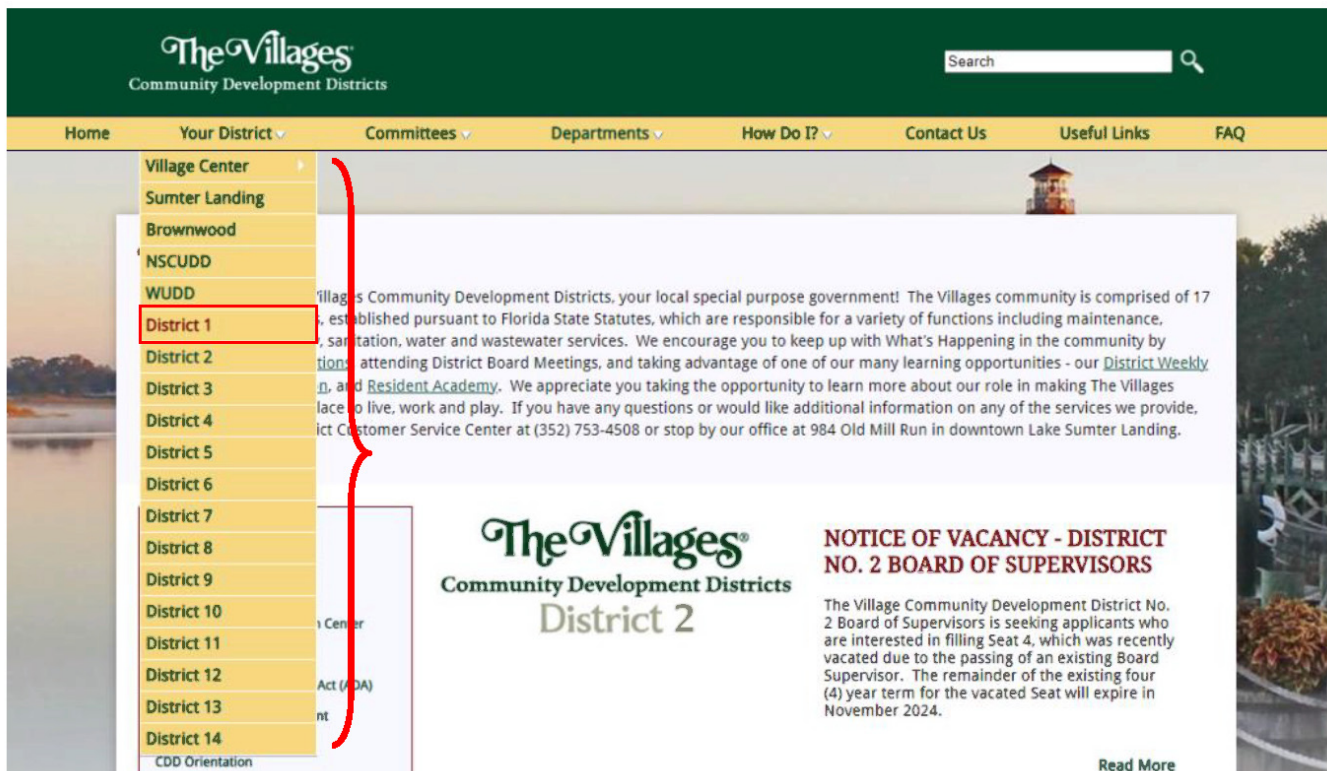 The Villages
Community Development Districts
Search
Home Your District Committees Departments How Do I? Contact Us Useful Links FAQ
Village Center
Sumter Landing
Brownwood
NSCUDD
WUDD
District 1
District 2
District 3
District 4
District 5
District 6
District 7
District 8
District 9
District 10
District 11
District 12
District 13
District 14
Villages Community Development Districts, your local special purpose government! The Villages community is comprised of 17
, established pursuant to Florida State Statutes, which are responsible for a variety of functions including maintenance,
, sanitation, water and wastewater services. We encourage you to keep up with What's Happening in the community by
attending District Board Meetings, and taking advantage of one of our many learning opportunities - our District Weekly
, and Resident Academy. We appreciate you taking the opportunity to learn more about our role in making The Villages
to live, work and play. If you have any questions or would like additional information on any of the services we provide,
Customer Service Center at (352) 753-4508 or stop by our office at 984 Old Mill Run in downtown Lake Sumter Landing.
Center
Act (ADA)
CDD Orientation
The Villages®
Community Development Districts
District 2
NOTICE OF VACANCY - DISTRICT
NO. 2 BOARD OF SUPERVISORS
The Village Community Development District No.
2 Board of Supervisors is seeking applicants who
are interested in filling Seat 4, which was recently
vacated due to the passing of an existing Board
Supervisor. The remainder of the existing four
(4) year term for the vacated Seat will expire in
November 2024.
Read More